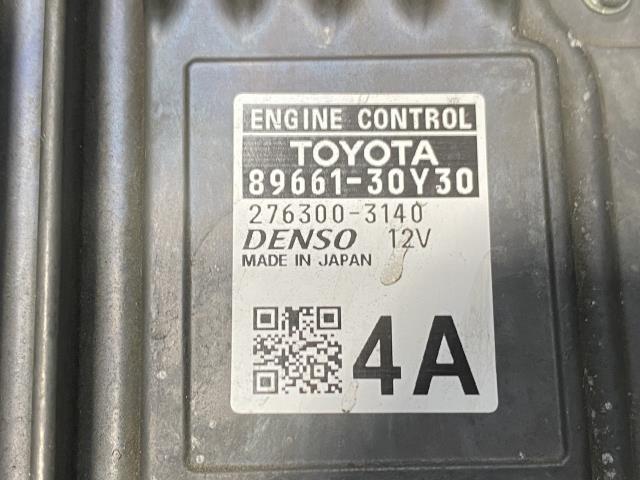 ENGINE CONTROL
TOYOTA
89661-30Y30
276300-3140
DENSO 12V
MADE IN JAPAN
4A